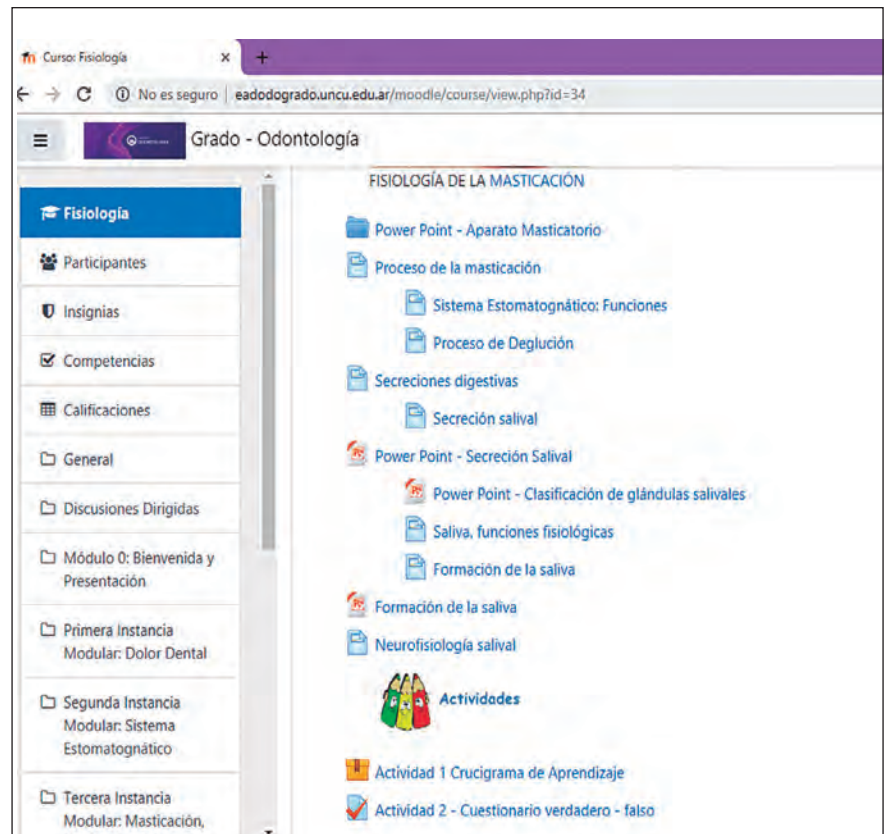 Curso: Fisiología
No es seguro | eadodogrado.uncu.edu.ar/moodle/course/view.php?id=34
Grado - Odontología
Fisiología
Participantes
Insignias
Competencias
Calificaciones
General
Discusiones Dirigidas
Módulo 0: Bienvenida y
Presentación
Primera Instancia
Modular: Dolor Dental
Segunda Instancia
Modular: Sistema
Estomatognático
Tercera Instancia
Modular: Masticación,
FISIOLOGÍA DE LA MASTICACIÓN
Power Point - Aparato Masticatorio
Proceso de la masticación
Sistema Estomatognático: Funciones
Proceso de Deglución
Secreciones digestivas
Secreción salival
Power Point - Secreción Salival
Power Point - Clasificación de glándulas salivales
Saliva, funciones fisiológicas
Formación de la saliva
Formación de la saliva
Neurofisiología salival
Actividades
Actividad 1 Crucigrama de Aprendizaje
Actividad 2 - Cuestionario verdadero - falso